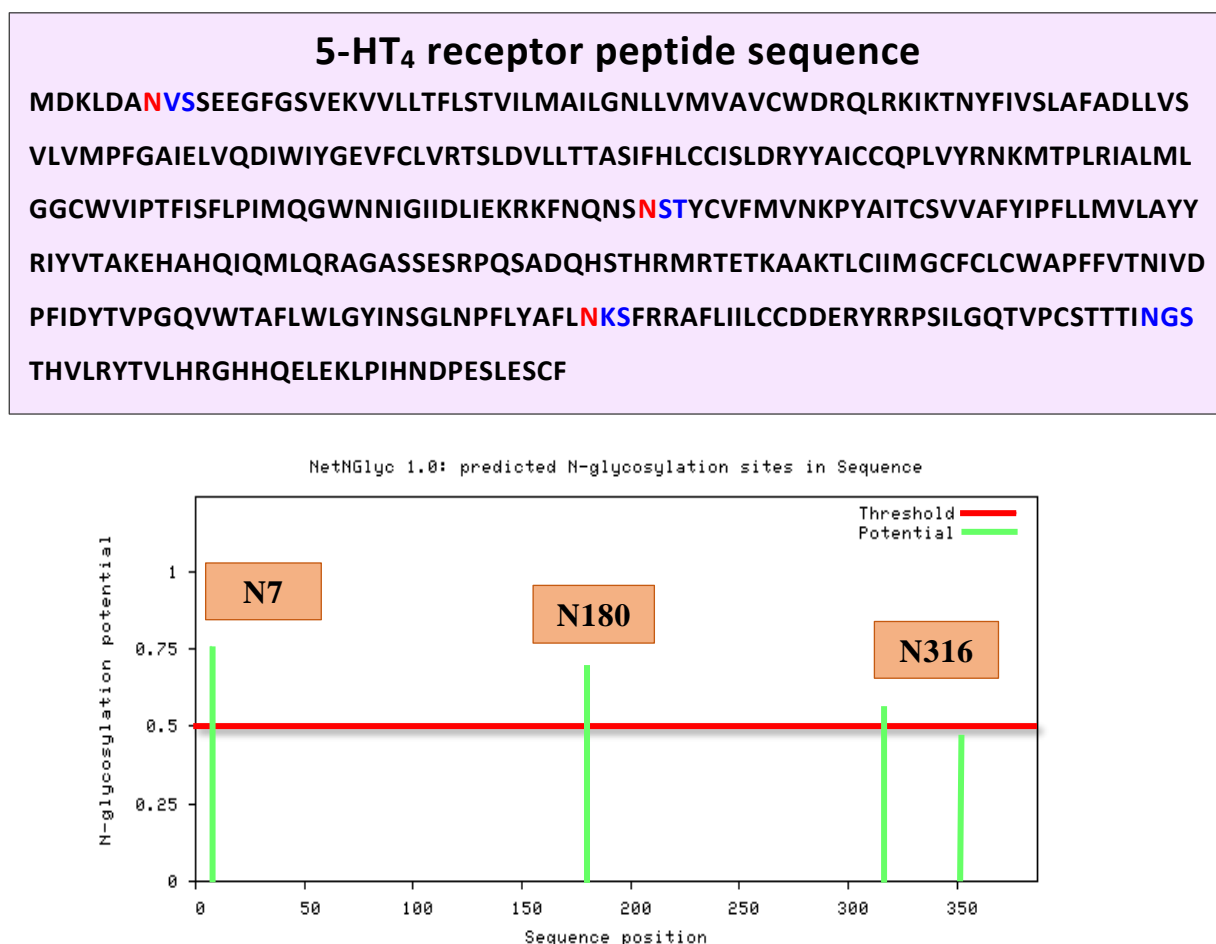 5-HT₄ receptor peptide sequence
MDKLDANVSSEEGFGSVEKVVLLTFLSTVILMAILGNLLVMVAVCWDRQLRKIKTNYFIVSLAFADLLVS
VLVMPFGAIELVQDIWIYGEVFCLVRTSLDVLLTTASIFHLCCISLDRYYAICCQPLVYRNKMTPLRIALML
GGCWVIPTFISFLPIMQGWNNIGIIDLIEKRKFNQNSNSTYCVFMVNKPYAITCSVVAFYIPFLLMVLAYY
RIYVTAKEHAHQIQMLQRAGASSESRPQSADQHSTHRMRTETKAAKTLCIIMGCFCLCWAPFFVTNIVD
PFIDYTVPGQVWTAFLWLGYINSGLNPFLYAFLNKSFRRAFLIILCCDDERYRRPSILGQTVPCSTTTINGS
THVLRYTVLHRGHHQELEKLPIHNDPESLESCF
NetNGlyc 1.0: predicted N-glycosylation sites in Sequence
Threshold
Potential
N-glycosylation potential
1
0.75
0.5
0.25
0
N7
N180
N316
0 50 100 150 200 250 300 350
Sequence position